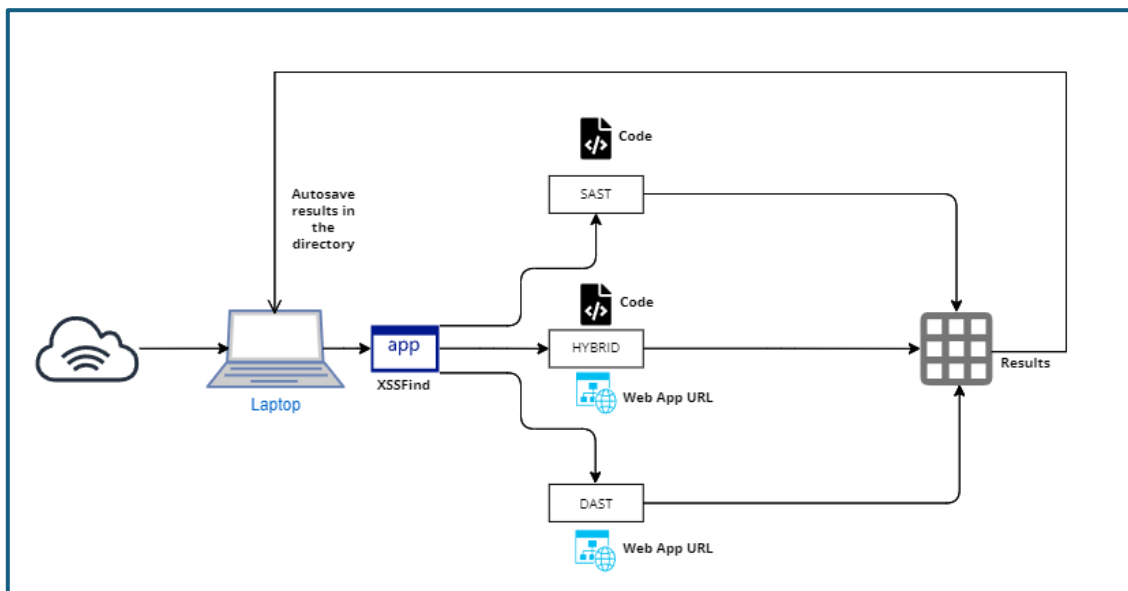 Code
SAST
Autosave
results in
the
directory
Code
app
HYBRID
XSSFind
Results
Laptop
Web App URL
DAST
Web App URL